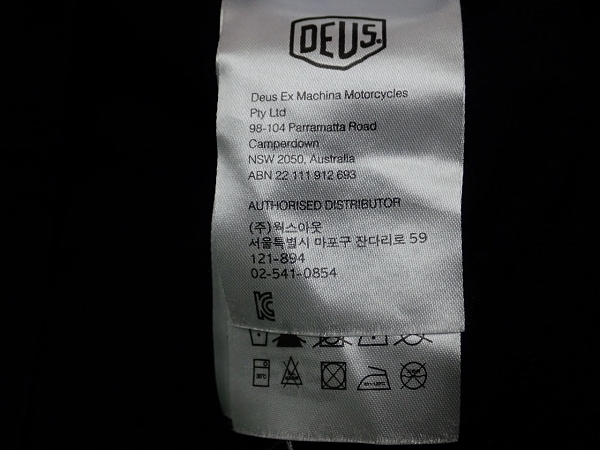 DEUS.
Deus Ex Machina Motorcycles
Pty Ltd
98-104 Parramatta Road
Camperdown
NSW 2050, Australia
ABN 22 111 912 693
AUTHORISED DISTRIBUTOR
(주)웍스아웃
서울특별시 마포구 잔다리로 59
121-894
02-541-0854